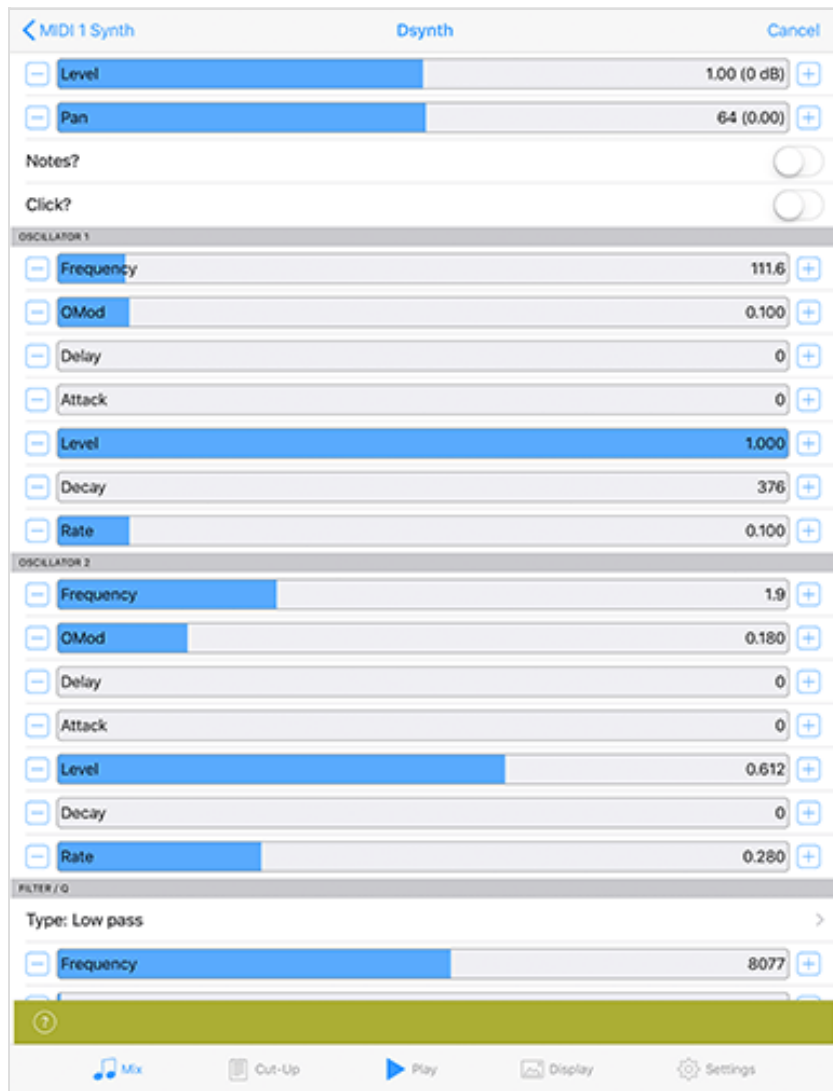 MIDI 1 Synth Dsynth Cancel
Level 1.00 (0 dB)
Pan 64 (0.00)
Notes?
Click?
OSCILLATOR 1
Frequency 111.6
OMod 0.100
Delay 0
Attack 0
Level 1.000
Decay 376
Rate 0.100
OSCILLATOR 2
Frequency 1.9
OMod 0.180
Delay 0
Attack 0
Level 0.612
Decay 0
Rate 0.280
FILTER / Q
Type: Low pass
Frequency 8077
?
Mix Cut-Up Play Display Settings